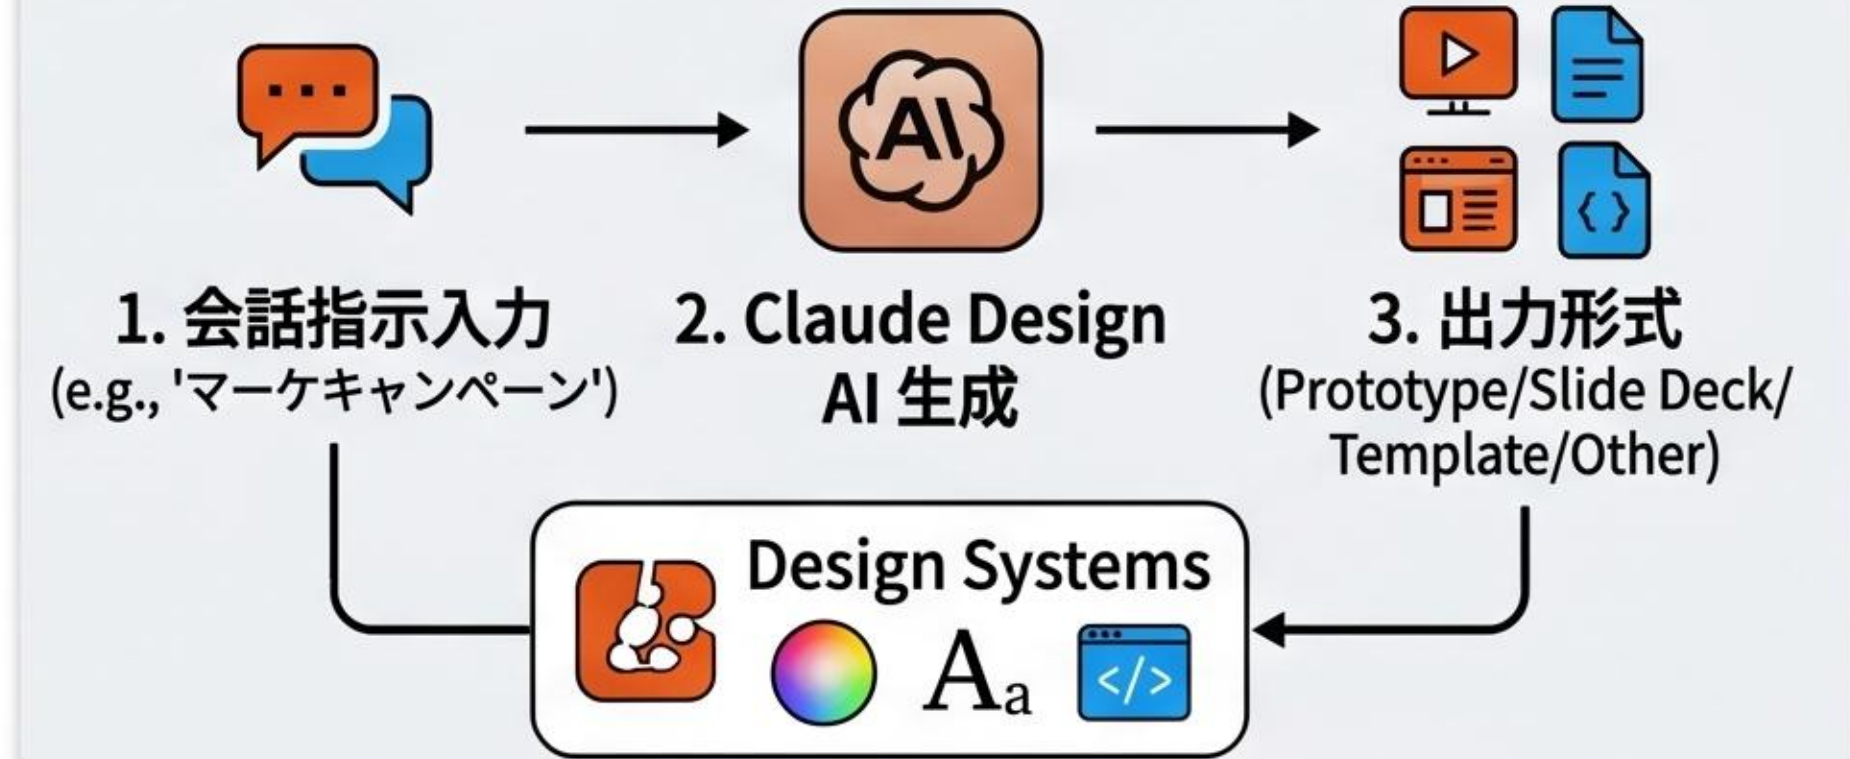 AI
1. 会話指示入力
(e.g., 'マーケキャンペーン')
2. Claude Design
AI 生成
3. 出力形式
(Prototype/Slide Deck/
Template/Other)
Design Systems
Aa
</>
{}